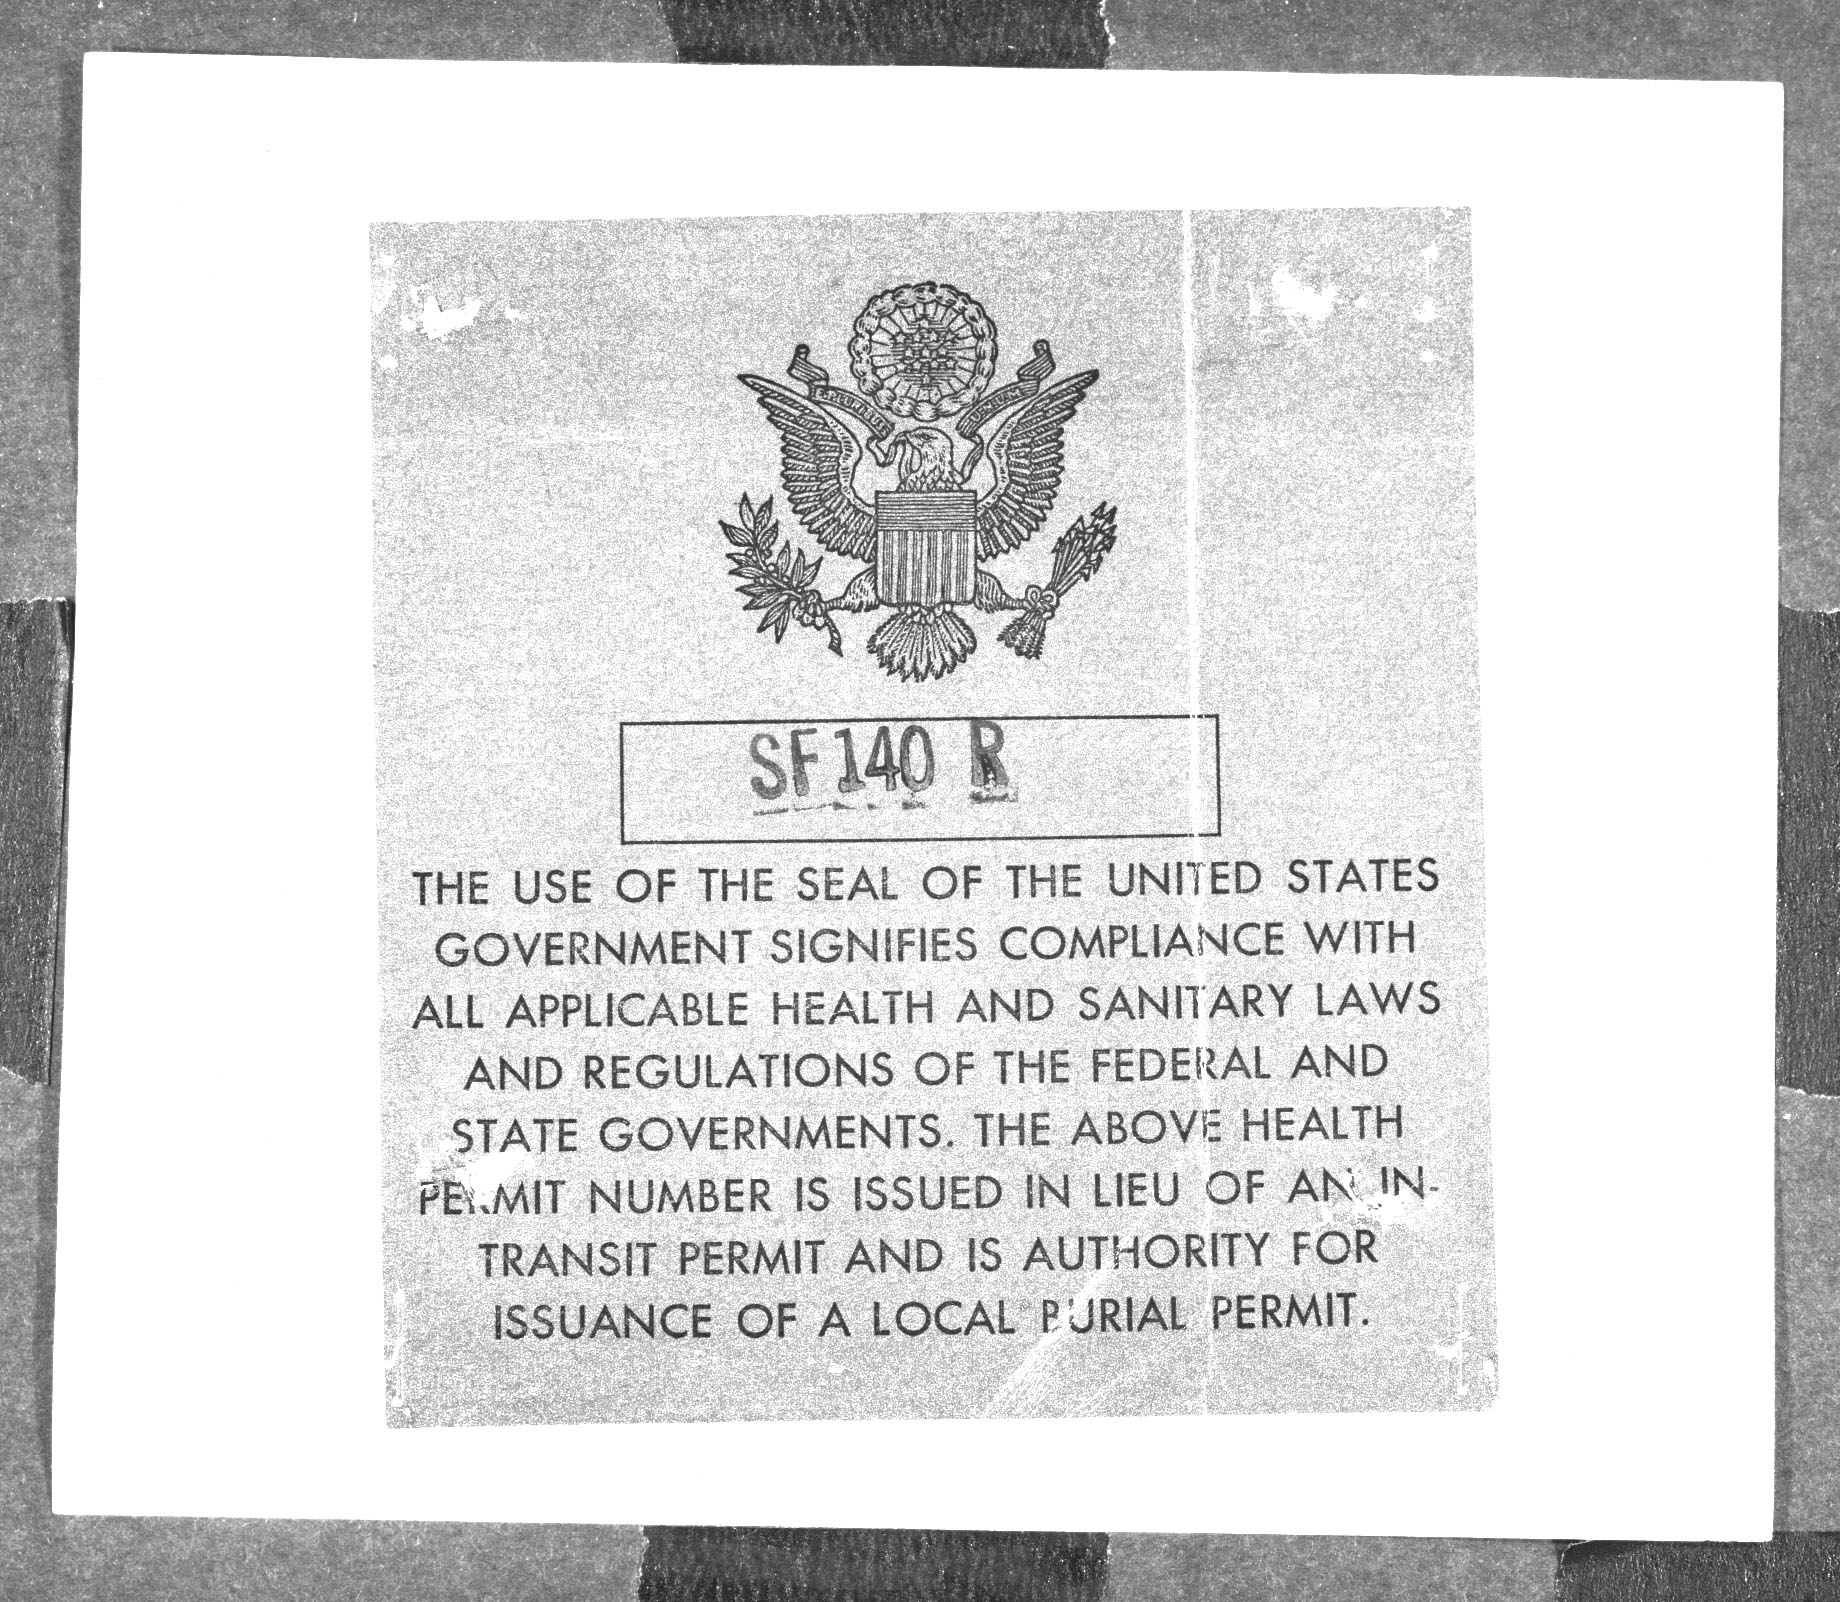 SF 140 R
THE USE OF THE SEAL OF THE UNITED STATES
GOVERNMENT SIGNIFIES COMPLIANCE WITH
ALL APPLICABLE HEALTH AND SANITARY LAWS
AND REGULATIONS OF THE FEDERAL AND
STATE GOVERNMENTS. THE ABOVE HEALTH
PERMIT NUMBER IS ISSUED IN LIEU OF AN IN-
TRANSIT PERMIT AND IS AUTHORITY FOR
ISSUANCE OF A LOCAL BURIAL PERMIT.